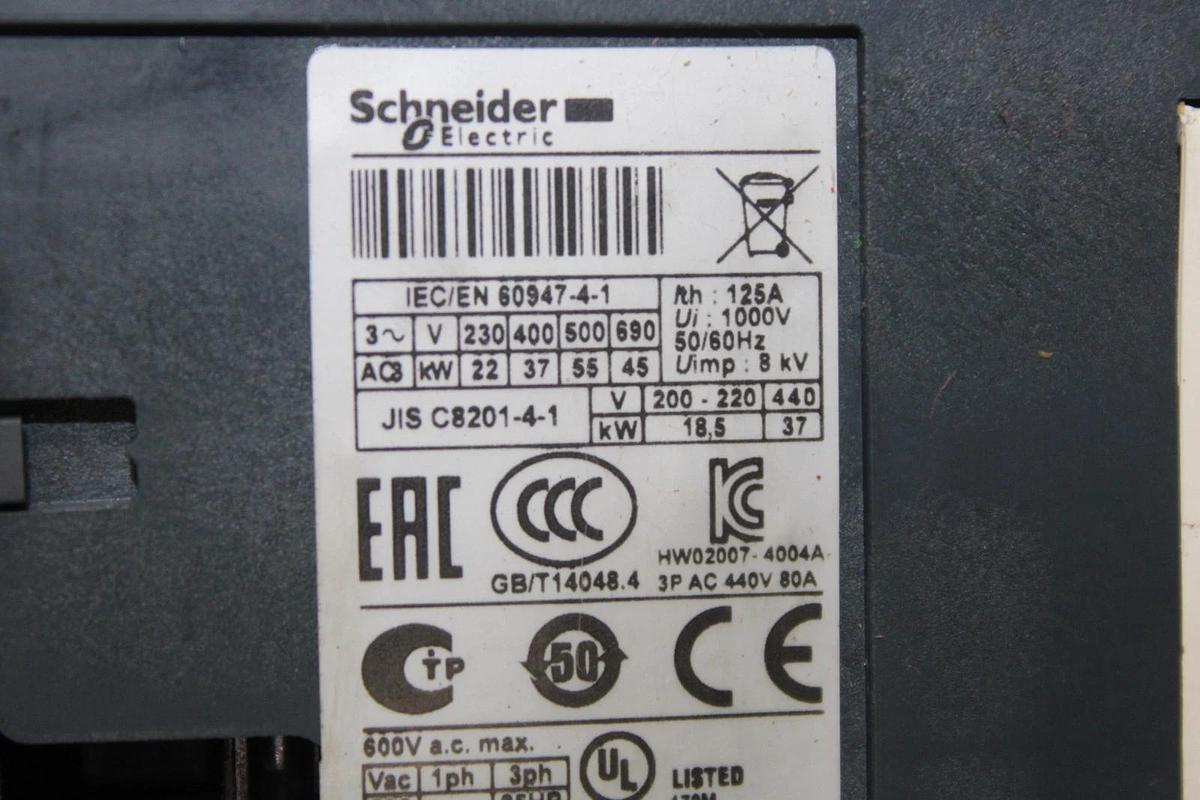 Schneider
Electric
IEC/EN 60947-4-1
3~ V 230 400 500 690
AC3 kW 22 37 55 45
Ith : 125A
Ui : 1000V
50/60Hz
Uimp : 8 kV
JIS C8201-4-1
V 200 - 220 440
kW 18,5 37
EAC CCC KC
HW02007-4004A
GB/T14048.4 3P AC 440V 80A
C TP 50 CE
600V a.c. max.
Vac 1ph 3ph
UL LISTED